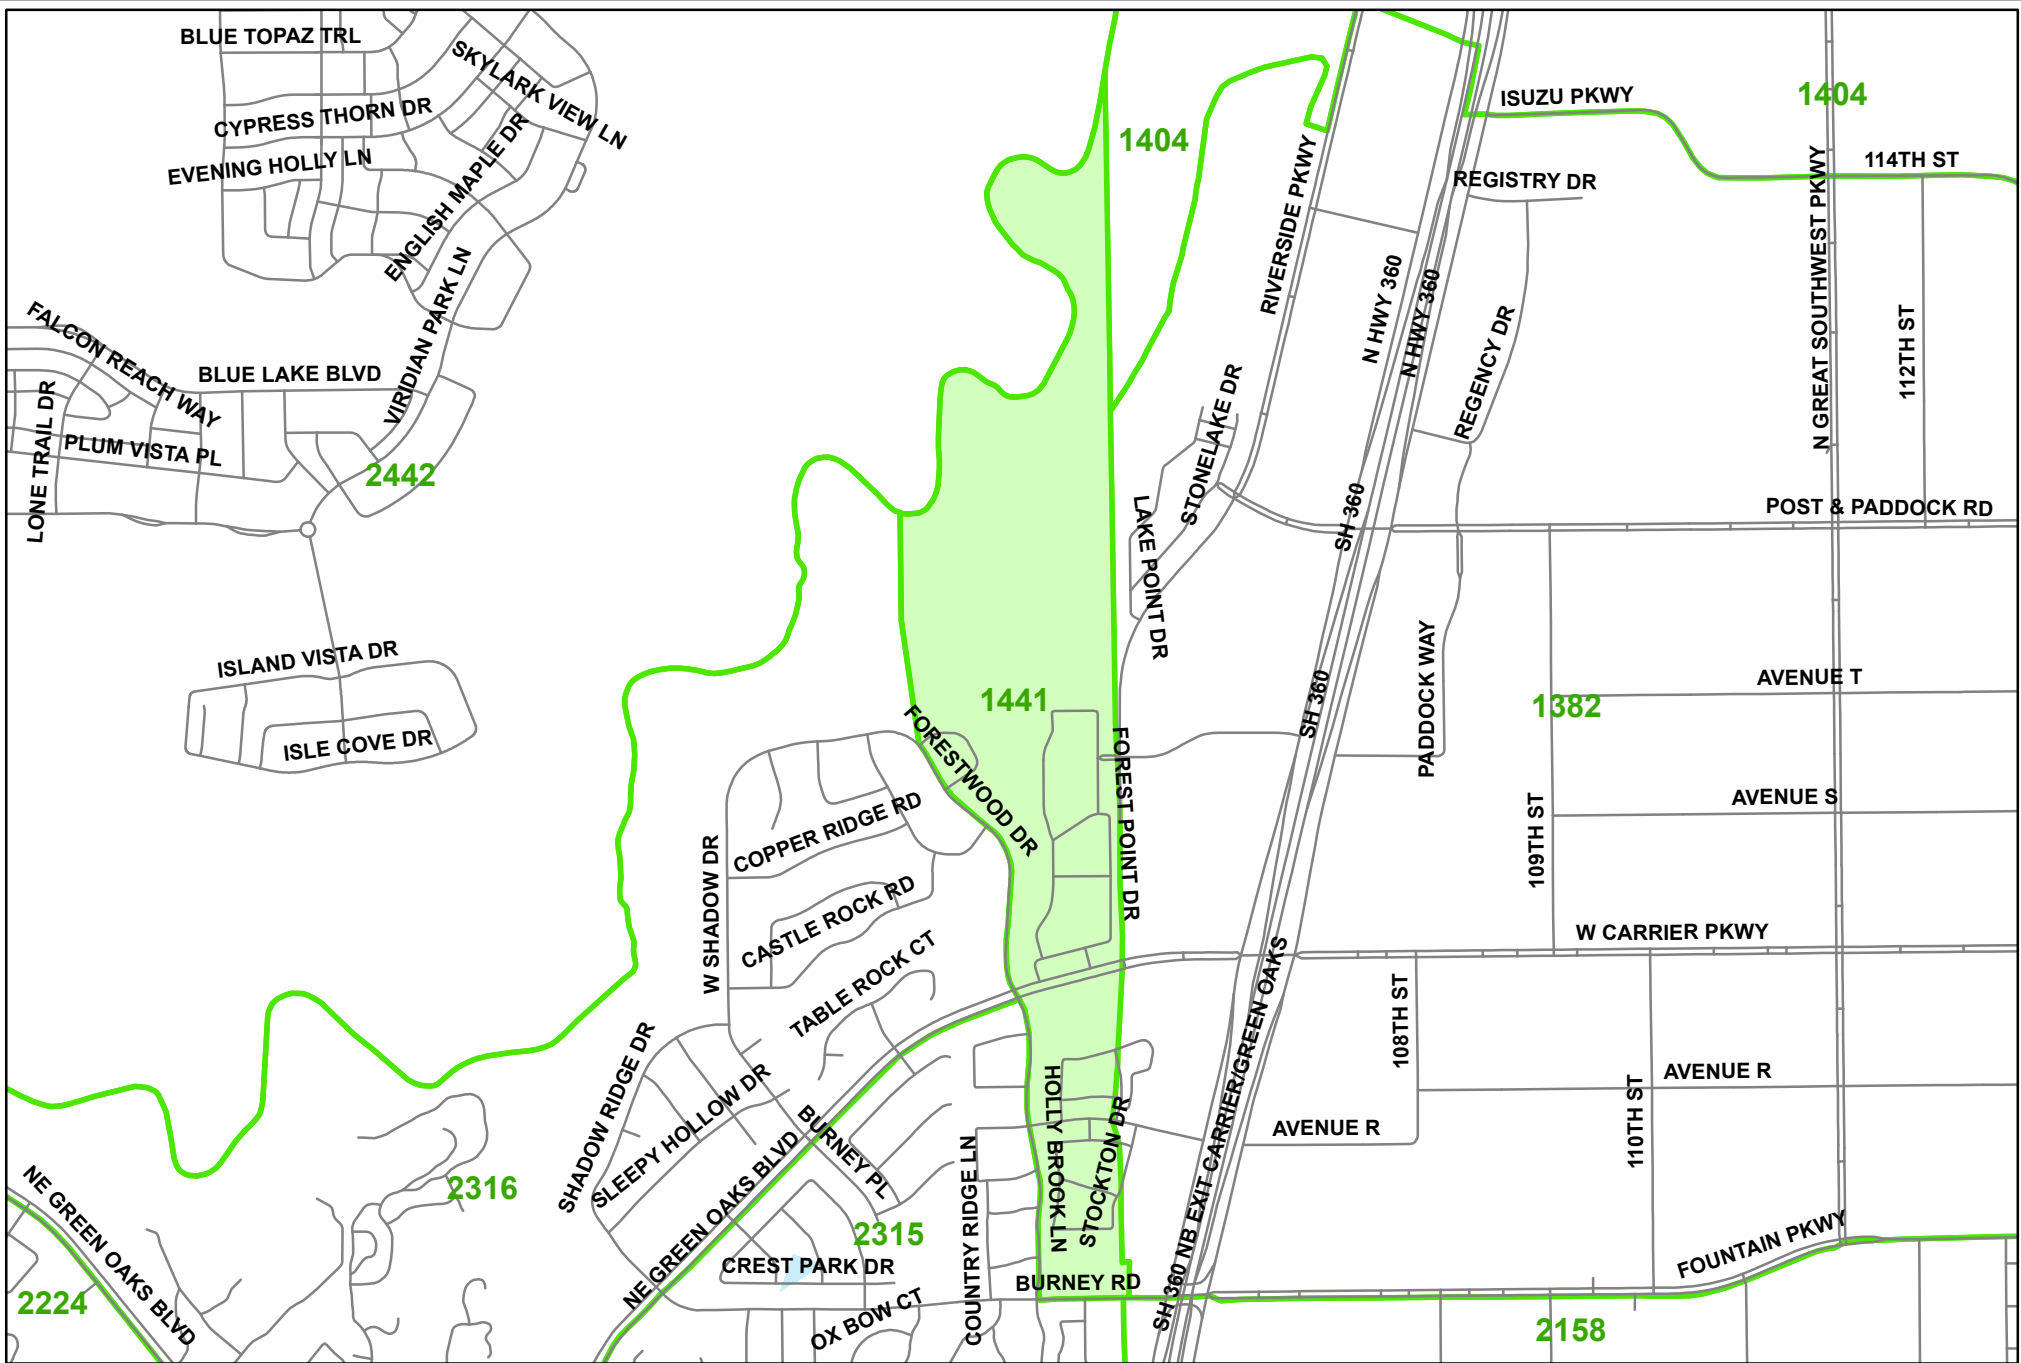 BLUE TOPAZ TRL
SKYLARK VIEW LN
CYPRESS THORN DR
EVENING HOLLY LN
ENGLISH MAPLE DR
VIRIDIAN PARK LN
FALCON REACH WAY
BLUE LAKE BLVD
LONE TRAIL DR
PLUM VISTA PL
2442
ISLAND VISTA DR
ISLE COVE DR
1404
ISUZU PKWY
1404
114TH ST
REGISTRY DR
RIVERSIDE PKWY
N HWY 360
N HWY 360
REGENCY DR
N GREAT SOUTHWEST PKWY
112TH ST
STONELAKE DR
LAKE POINT DR
SH 360
POST & PADDOCK RD
SH 360
PADDOCK WAY
1382
AVENUE T
AVENUE S
109TH ST
1441
FORESTWOOD DR
FOREST POINT DR
COPPER RIDGE RD
W SHADOW DR
CASTLE ROCK RD
TABLE ROCK CT
W CARRIER PKWY
108TH ST
AVENUE R
110TH ST
AVENUE R
SH 360 NB EXIT CARRIER/GREEN OAKS
SHADOW RIDGE DR
SLEEPY HOLLOW DR
BURNEY PL
HOLLY BROOK LN
STOCKTON DR
COUNTRY RIDGE LN
NE GREEN OAKS BLVD
2316
2315
NE GREEN OAKS BLVD
2224
CREST PARK DR
OX BOW CT
BURNEY RD
FOUNTAIN PKWY
2158